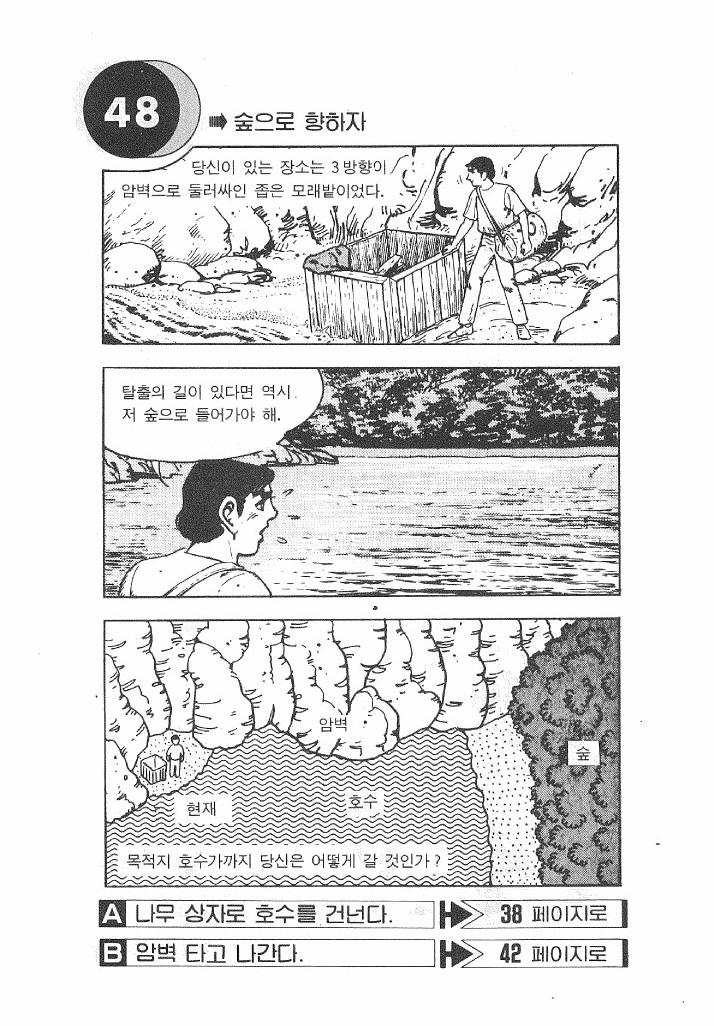 48
숲으로 향하자
당신이 있는 장소는 3방향이
암벽으로 둘러싸인 좁은 모래밭이었다.
탈출의 길이 있다면 역시
저 숲으로 들어가야 해.
암벽
숲
현재
호수
목적지 호숫가까지 당신은 어떻게 갈 것인가?
A 나무 상자로 호수를 건넌다. 38 페이지로
B 암벽 타고 나간다. 42 페이지로